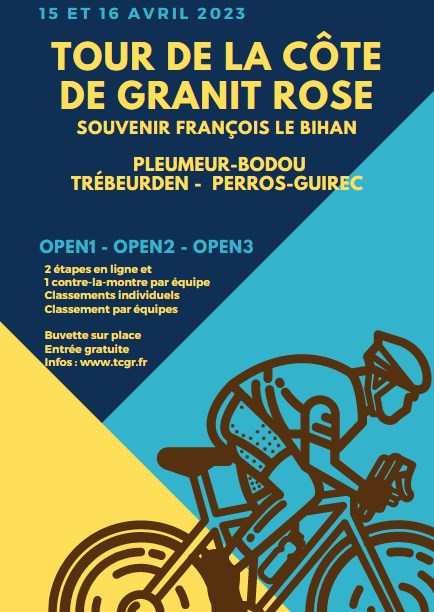 15 ET 16 AVRIL 2023
TOUR DE LA CÔTE
DE GRANIT ROSE
SOUVENIR FRANÇOIS LE BIHAN
PLEUMEUR-BODOU
TRÉBEURDEN - PERROS-GUIREC
OPEN1 - OPEN2 - OPEN3
2 étapes en ligne et
1 contre-la-montre par équipe
Classements individuels
Classement par équipes
Buvette sur place
Entrée gratuite
Infos : www.tcgr.fr